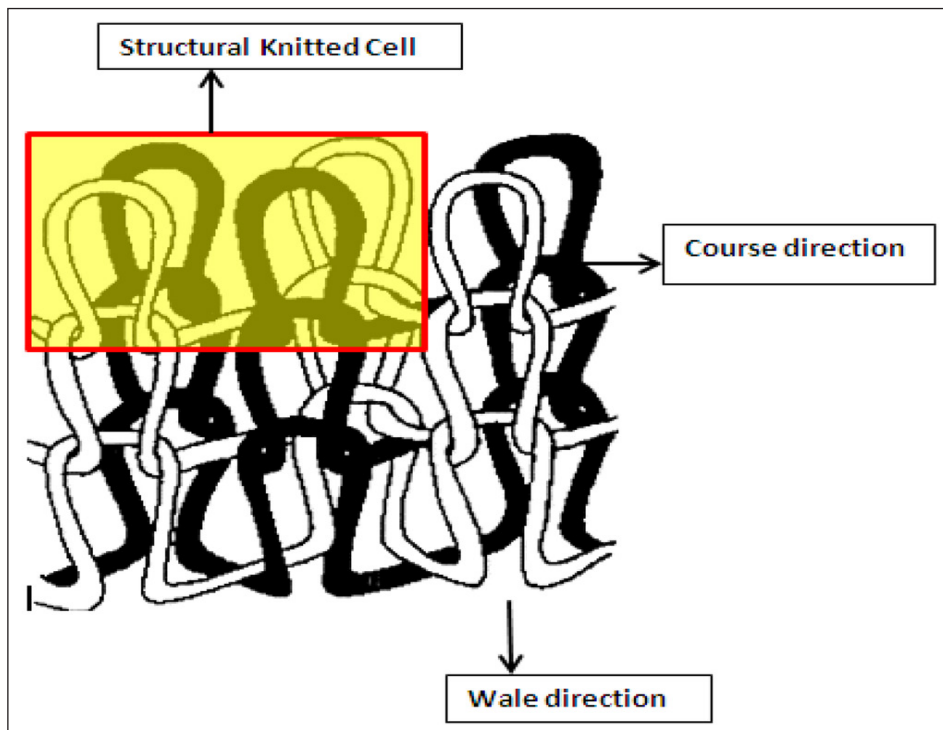 Structural Knitted Cell
Course direction
Wale direction